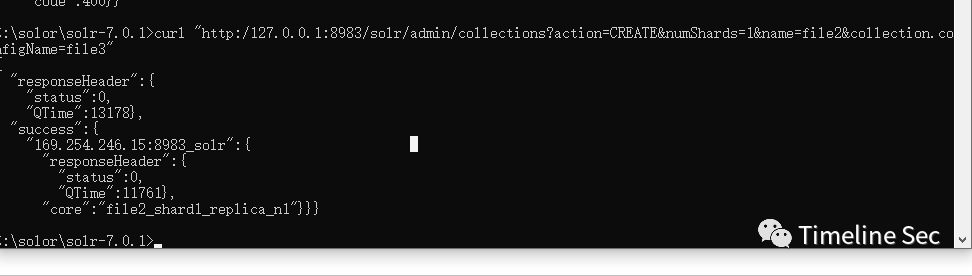 "code":400}}
:\solor\solr-7.0.1>curl "http:/127.0.0.1:8983/solr/admin/collections?action=CREATE&numShards=1&name=file2&collection.co
nfigName=file3"
"responseHeader":{
"status":0,
"QTime":13178},
"success":{
"169.254.246.15:8983_solr":{
"responseHeader":{
"status":0,
"QTime":11761},
"core":"file2_shard1_replica_n1"}}}
:\solor\solr-7.0.1>
Timeline Sec